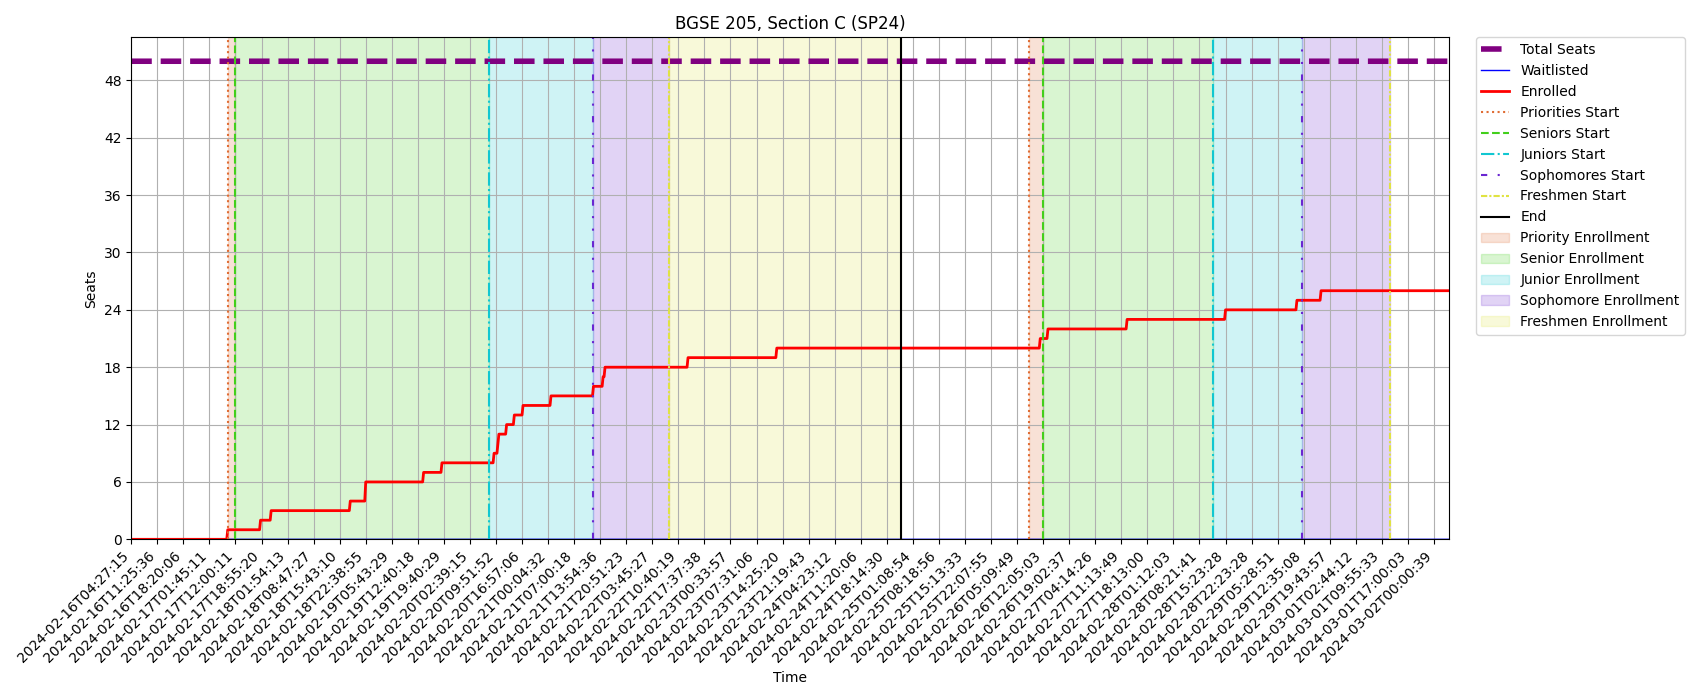 BGSE 205, Section C (SP24)
Total Seats
Waitlisted
Enrolled
Priorities Start
Seniors Start
Juniors Start
Sophomores Start
Freshmen Start
End
Priority Enrollment
Senior Enrollment
Junior Enrollment
Sophomore Enrollment
Freshmen Enrollment
Seats
48
42
36
30
24
18
12
6
0
2024-02-16T04:27:15
2024-02-16T11:25:36
2024-02-16T18:20:06
2024-02-17T01:45:11
2024-02-17T12:00:11
2024-02-17T18:55:20
2024-02-18T01:54:13
2024-02-18T08:47:27
2024-02-18T15:43:10
2024-02-18T22:38:55
2024-02-19T05:43:29
2024-02-19T12:40:18
2024-02-19T19:40:29
2024-02-20T02:39:15
2024-02-20T09:51:52
2024-02-20T16:57:06
2024-02-21T00:04:32
2024-02-21T07:00:18
2024-02-21T13:54:36
2024-02-21T20:51:23
2024-02-22T03:45:27
2024-02-22T10:40:19
2024-02-22T17:37:38
2024-02-23T00:33:57
2024-02-23T07:31:06
2024-02-23T14:25:20
2024-02-23T21:19:43
2024-02-24T04:23:12
2024-02-24T11:20:06
2024-02-24T18:14:30
2024-02-25T01:08:54
2024-02-25T08:18:56
2024-02-25T15:13:33
2024-02-25T22:07:55
2024-02-26T05:09:49
2024-02-26T12:05:03
2024-02-26T19:02:37
2024-02-27T04:14:26
2024-02-27T11:13:49
2024-02-27T18:13:00
2024-02-28T01:12:03
2024-02-28T08:21:41
2024-02-28T15:23:28
2024-02-28T22:23:28
2024-02-29T05:28:51
2024-02-29T12:35:08
2024-02-29T19:43:57
2024-03-01T02:44:12
2024-03-01T09:55:33
2024-03-01T17:00:03
2024-03-02T00:00:39
Time